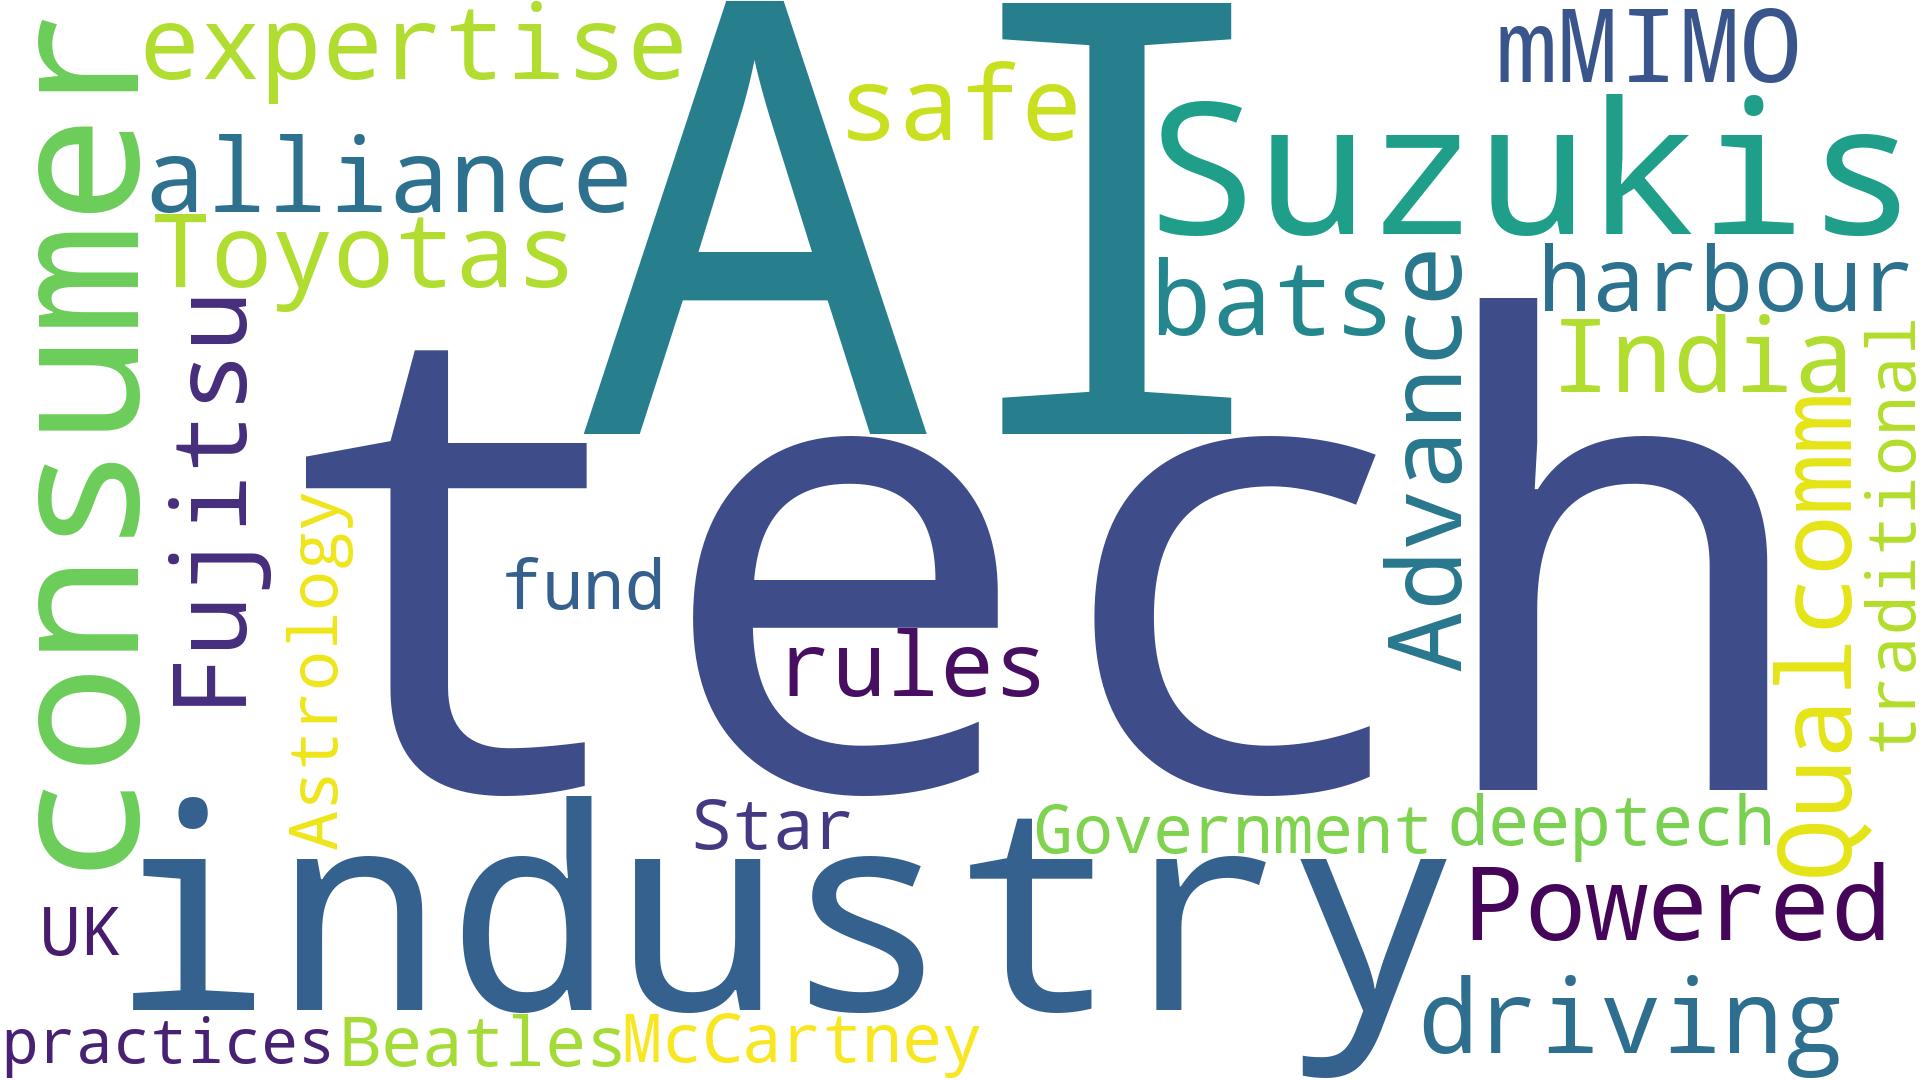 consumer
expertise
AI
safe
mMIMO
Suzukis
alliance
Toyotas
bats
Advance
harbour
India
Qualcomm
traditional
Fujitsu
Astrology
tech
fund
rules
Star
Government
deeptech
industry
Powered
UK
driving
practices
Beatles
McCartney